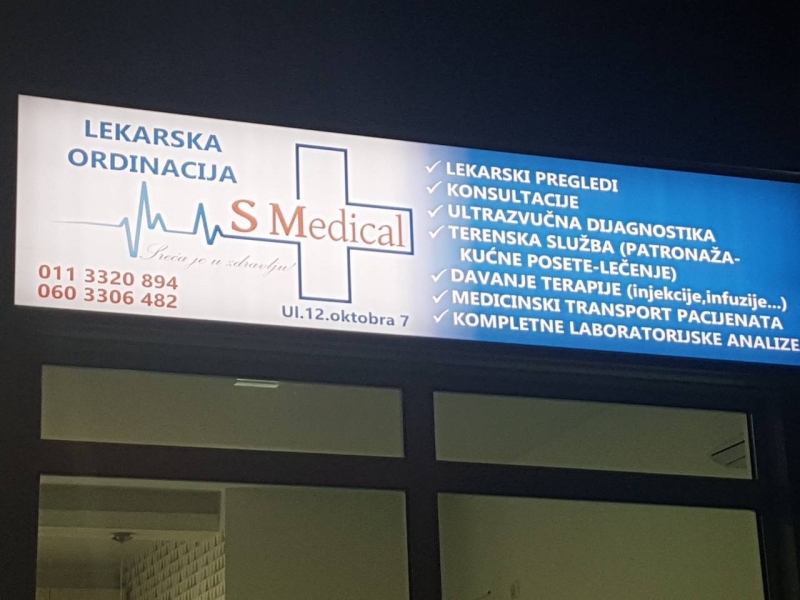 LEKARSKA
ORDINACIJA
S Medical
Sreća je u zdravlju!
011 3320 894
060 3306 482
Ul.12.oktobra 7
✓ LEKARSKI PREGLEDI
✓ KONSULTACIJE
✓ ULTRAZVUČNA DIJAGNOSTIKA
✓ TERENSKA SLUŽBA (PATRONAŽA-
KUĆNE POSETE-LEČENJE)
✓ DAVANJE TERAPIJE (injekcije,infuzije...)
✓ MEDICINSKI TRANSPORT PACIJENATA
✓ KOMPLETNE LABORATORIJSKE ANALIZE